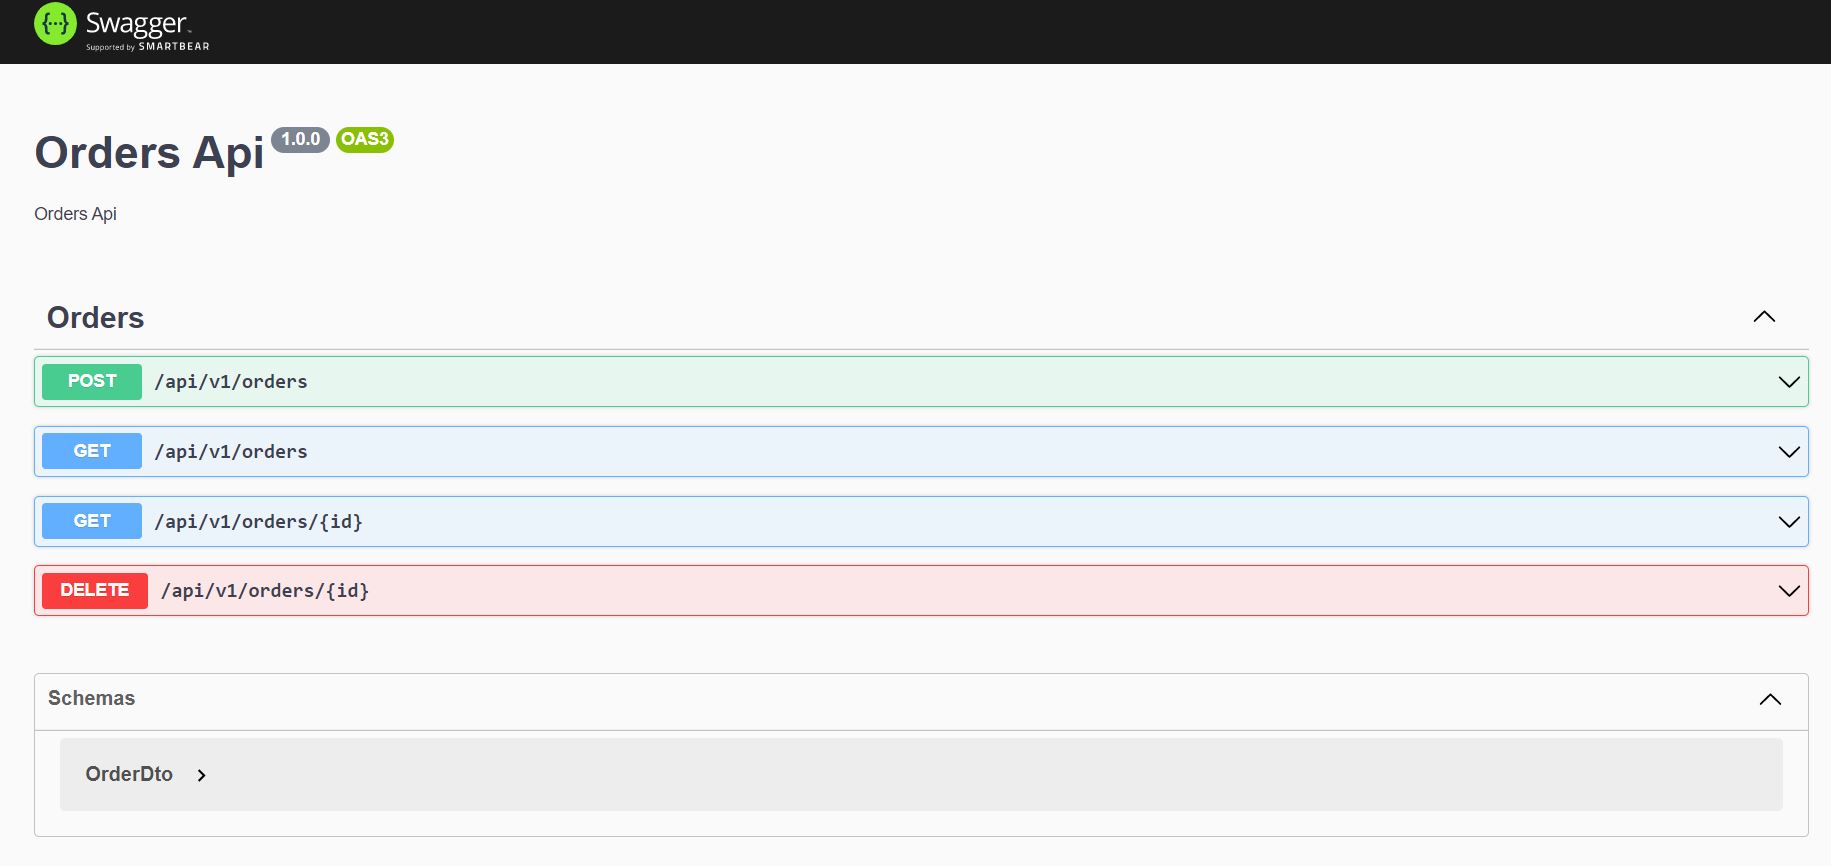 {···} Swagger™
Supported by SMARTBEAR
Orders Api 1.0.0 OAS3
Orders Api
Orders
POST /api/v1/orders
GET /api/v1/orders
GET /api/v1/orders/{id}
DELETE /api/v1/orders/{id}
Schemas
OrderDto